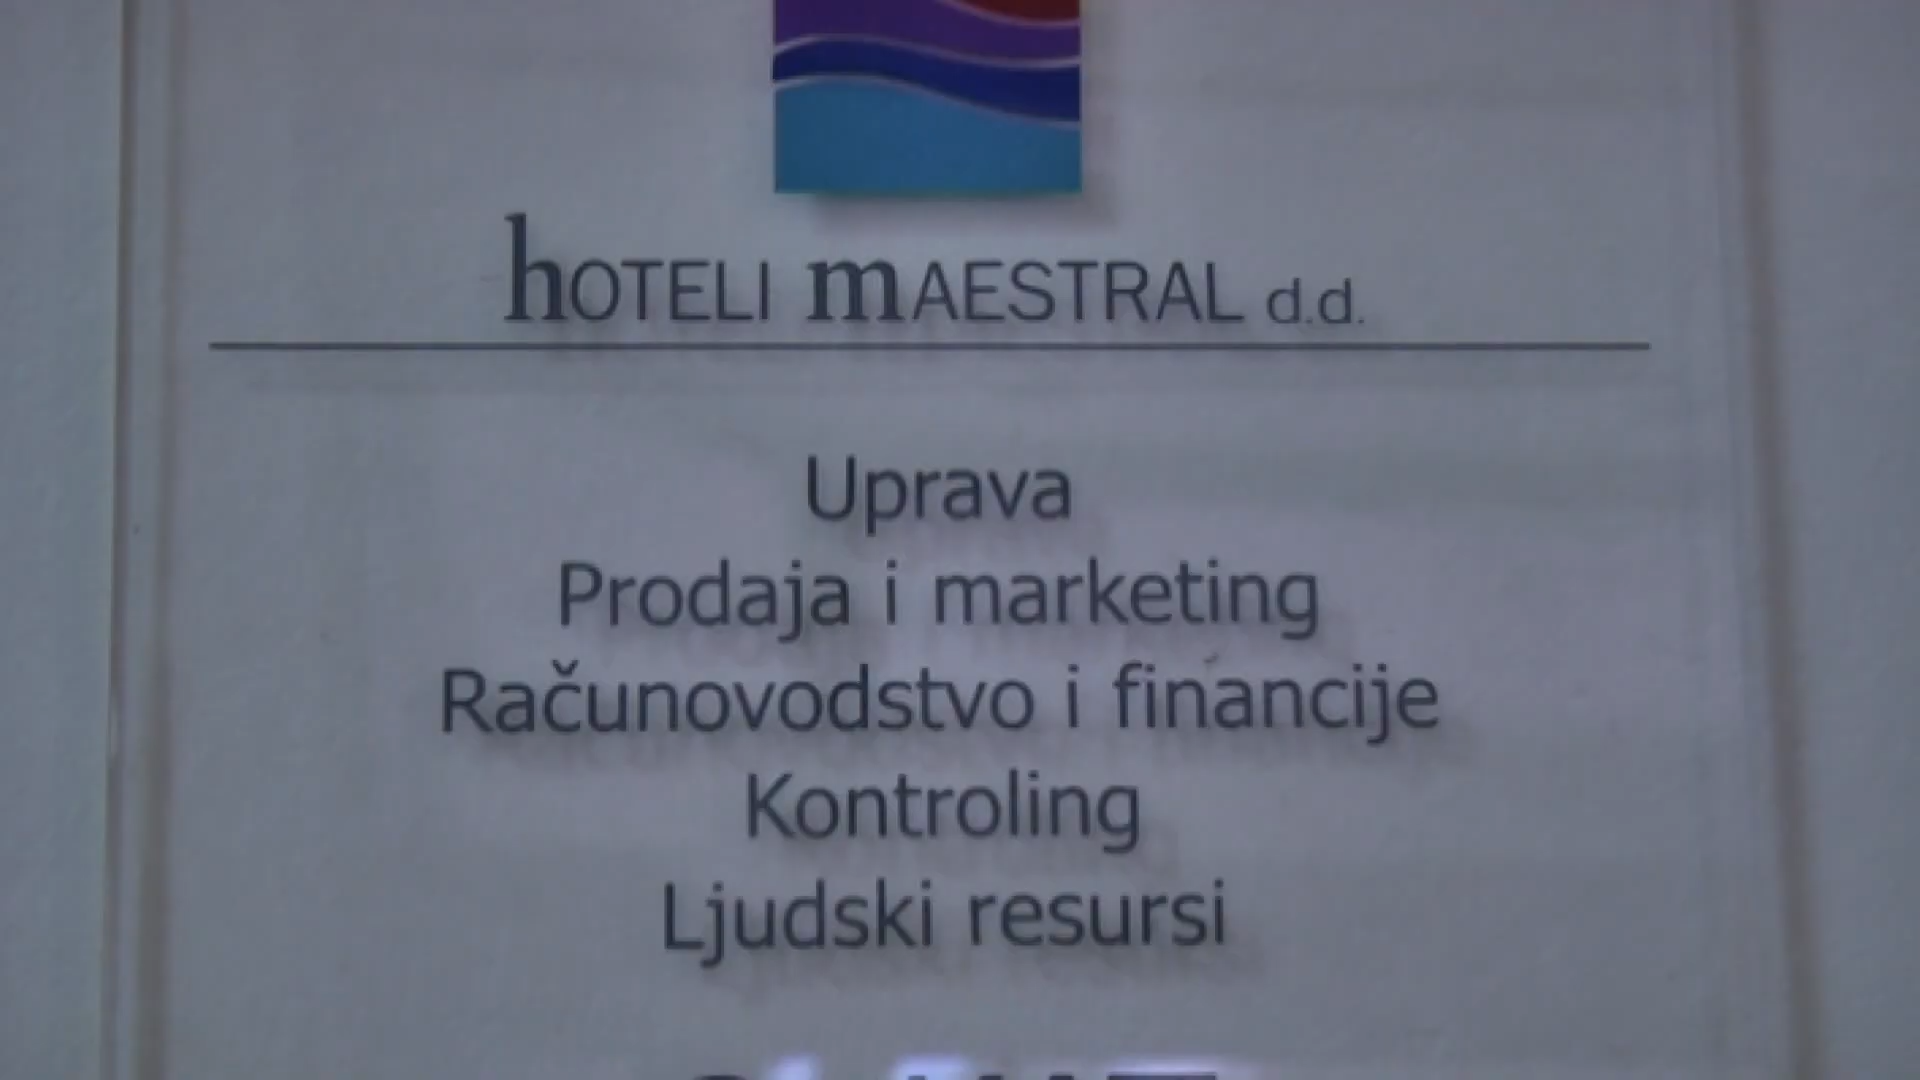 hOTELI mAESTRAL d.d.
Uprava
Prodaja i marketing
Računovodstvo i financije
Kontroling
Ljudski resursi